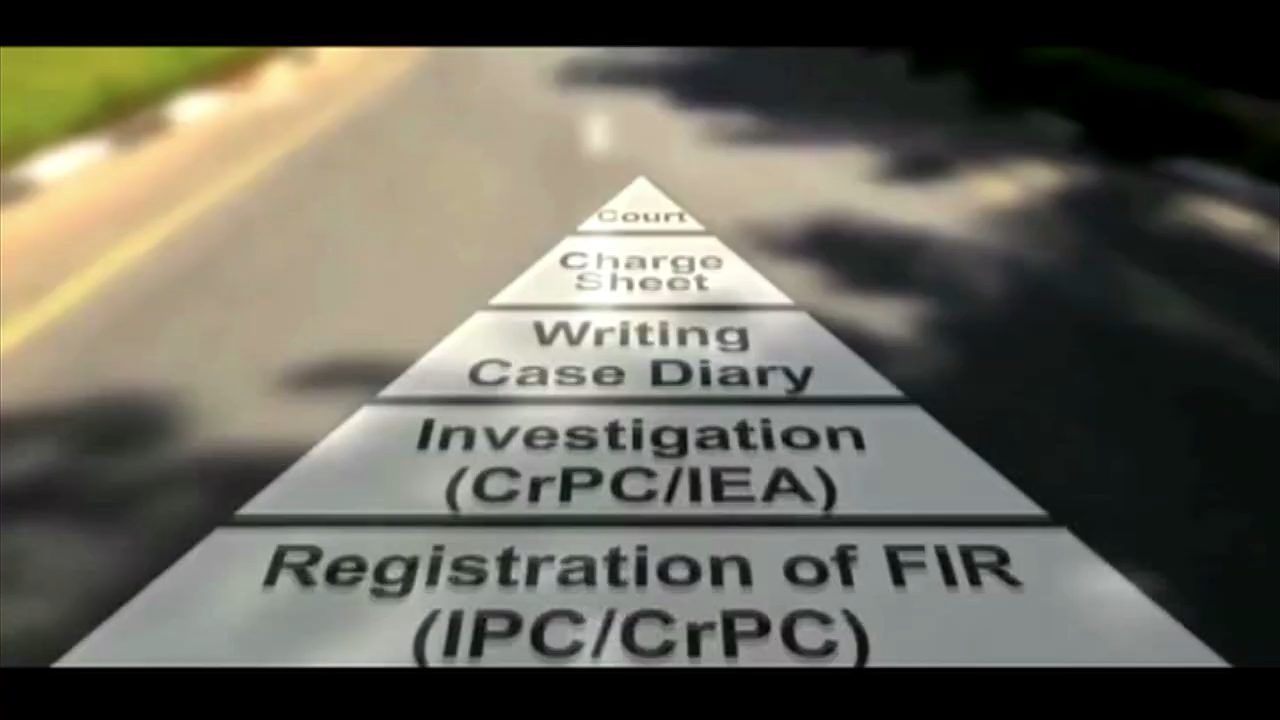 Court
Charge
Sheet
Writing
Case Diary
Investigation
(CrPC/IEA)
Registration of FIR
(IPC/CrPC)